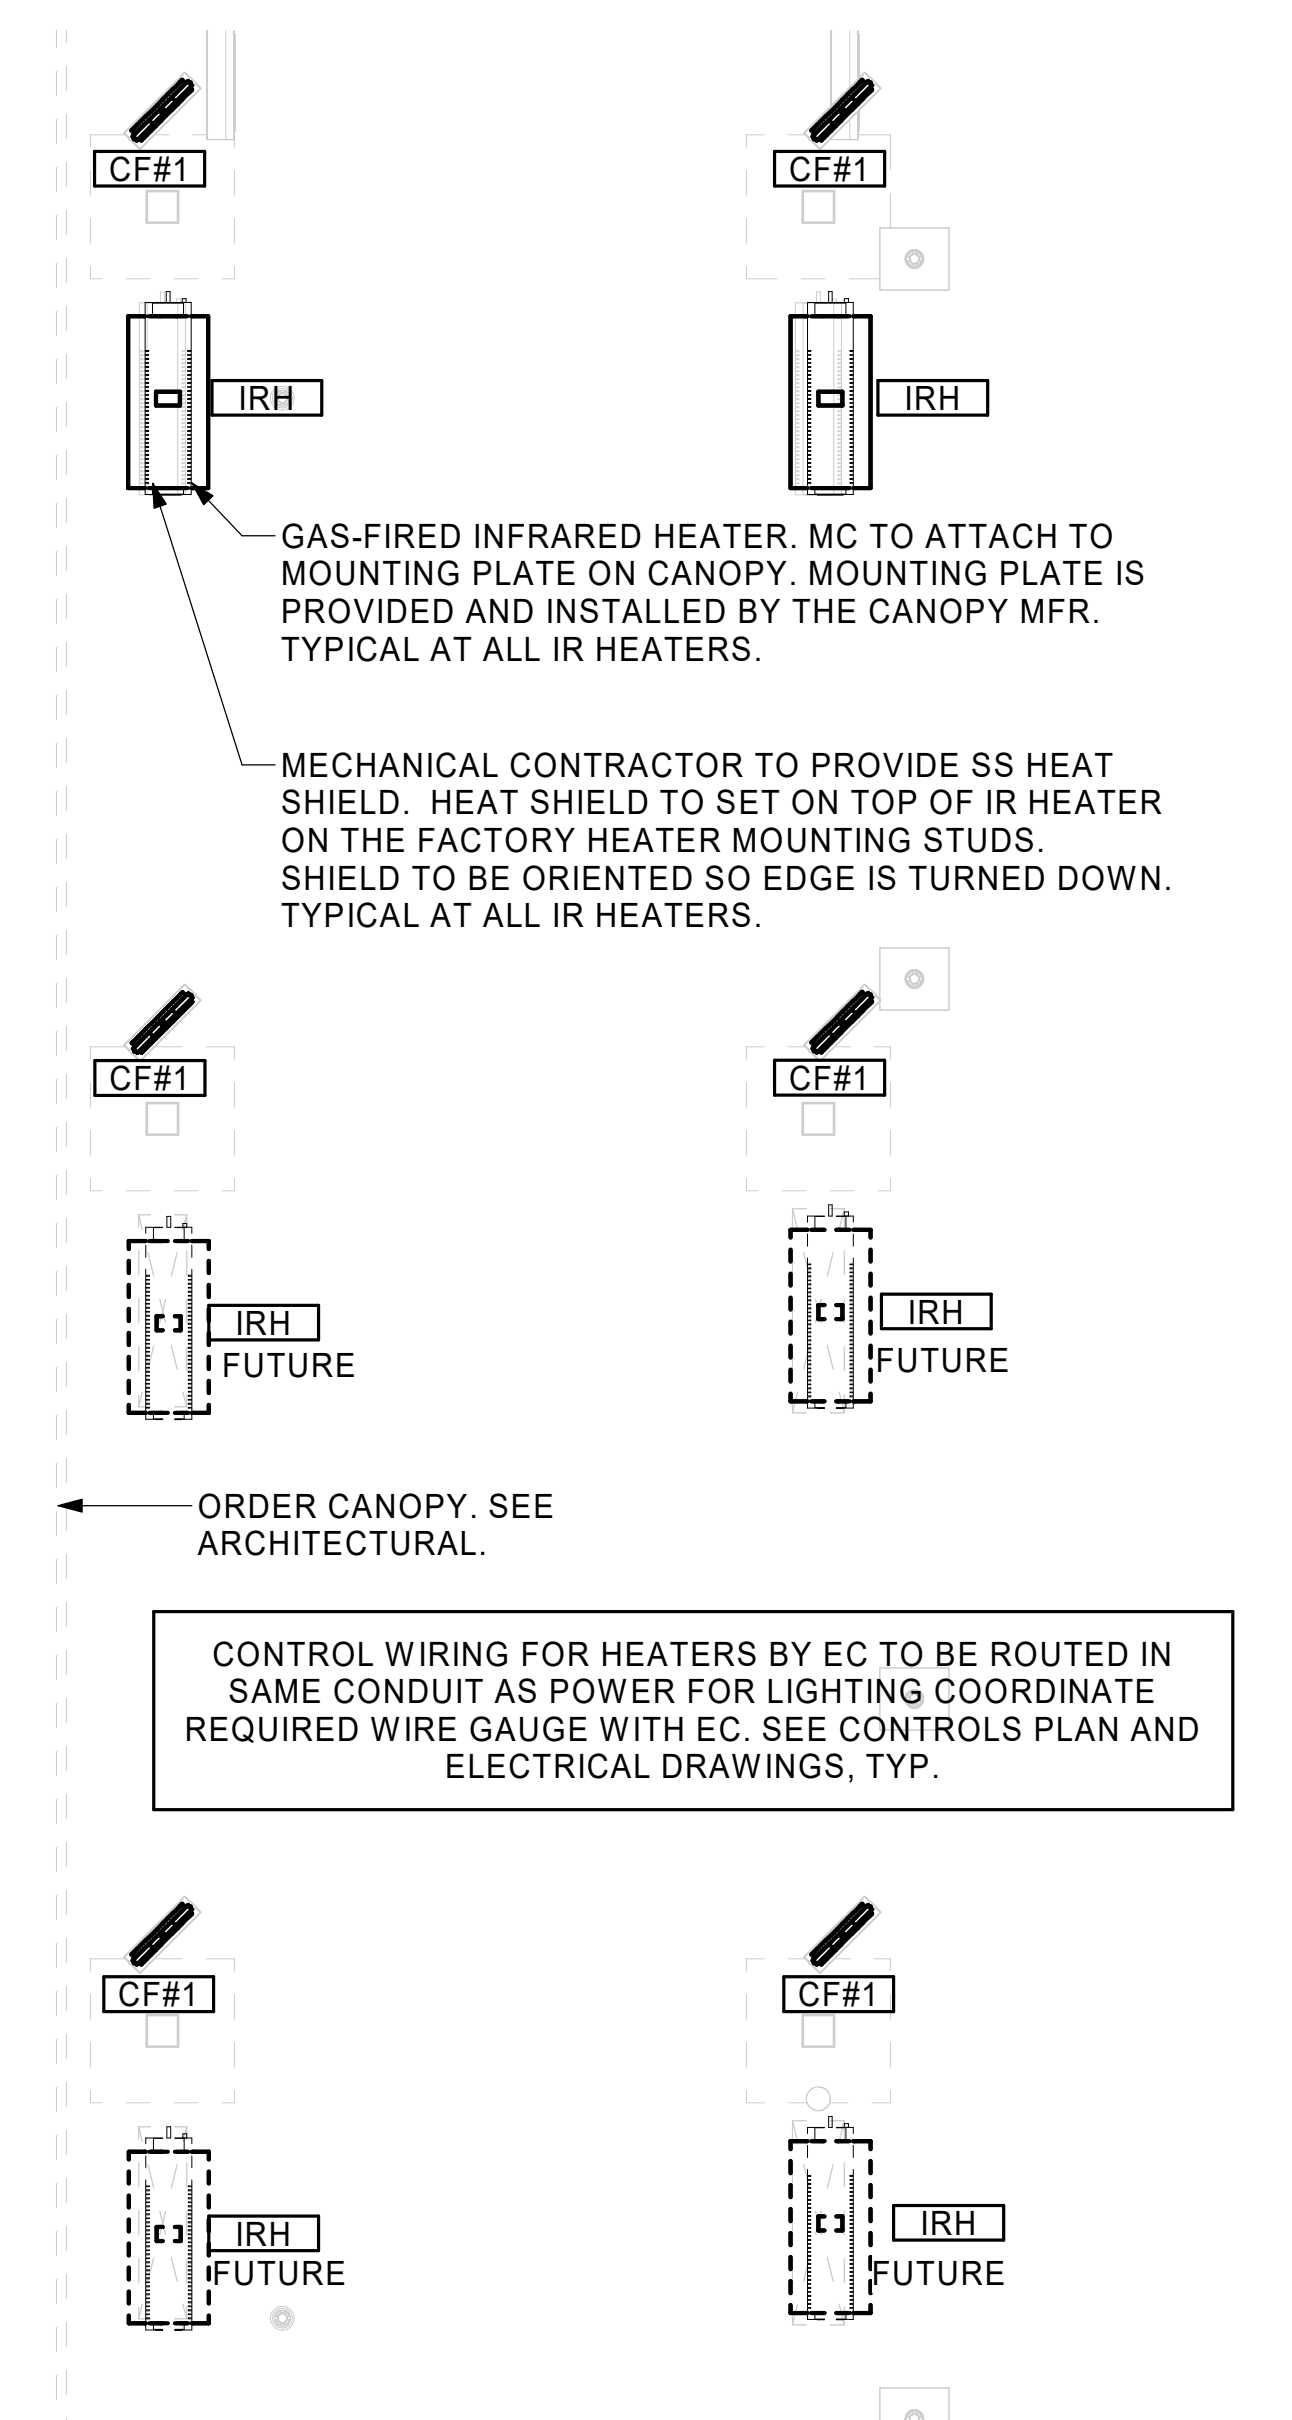 CF#1
CF#1
IRH
IRH
GAS-FIRED INFRARED HEATER. MC TO ATTACH TO
MOUNTING PLATE ON CANOPY. MOUNTING PLATE IS
PROVIDED AND INSTALLED BY THE CANOPY MFR.
TYPICAL AT ALL IR HEATERS.
MECHANICAL CONTRACTOR TO PROVIDE SS HEAT
SHIELD. HEAT SHIELD TO SET ON TOP OF IR HEATER
ON THE FACTORY HEATER MOUNTING STUDS.
SHIELD TO BE ORIENTED SO EDGE IS TURNED DOWN.
TYPICAL AT ALL IR HEATERS.
CF#1
CF#1
IRH
FUTURE
IRH
FUTURE
ORDER CANOPY. SEE
ARCHITECTURAL.
CONTROL WIRING FOR HEATERS BY EC TO BE ROUTED IN
SAME CONDUIT AS POWER FOR LIGHTING COORDINATE
REQUIRED WIRE GAUGE WITH EC. SEE CONTROLS PLAN AND
ELECTRICAL DRAWINGS, TYP.
CF#1
CF#1
IRH
FUTURE
IRH
FUTURE